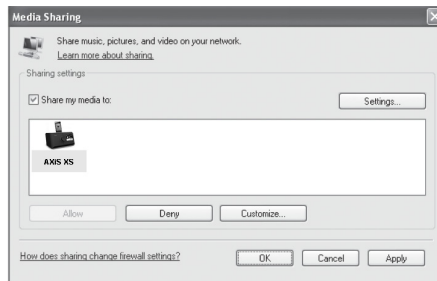 Media Sharing
Share music, pictures, and video on your network.
Learn more about sharing.
Sharing settings
Share my media to:
Settings...
AXiS XS
Allow
Deny
Customize...
How does sharing change firewall settings?
OK
Cancel
Apply